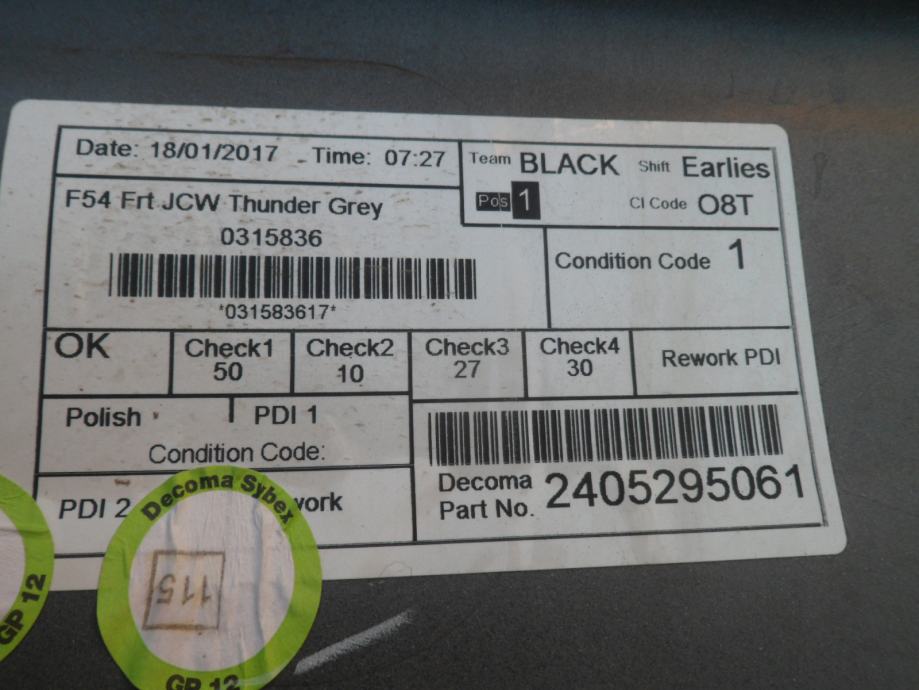 Date: 18/01/2017 Time: 07:27
Team BLACK Shift Earlies
Pos 1 CI Code O8T
F54 Frt JCW Thunder Grey
0315836
*031583617*
Condition Code 1
OK Check1 Check2 Check3 Check4 Rework PDI
50 10 27 30
Polish PDI 1
Condition Code:
PDI 2
Decoma
Part No. 2405295061
Decoma Sybex
115
GP 12
GP 12